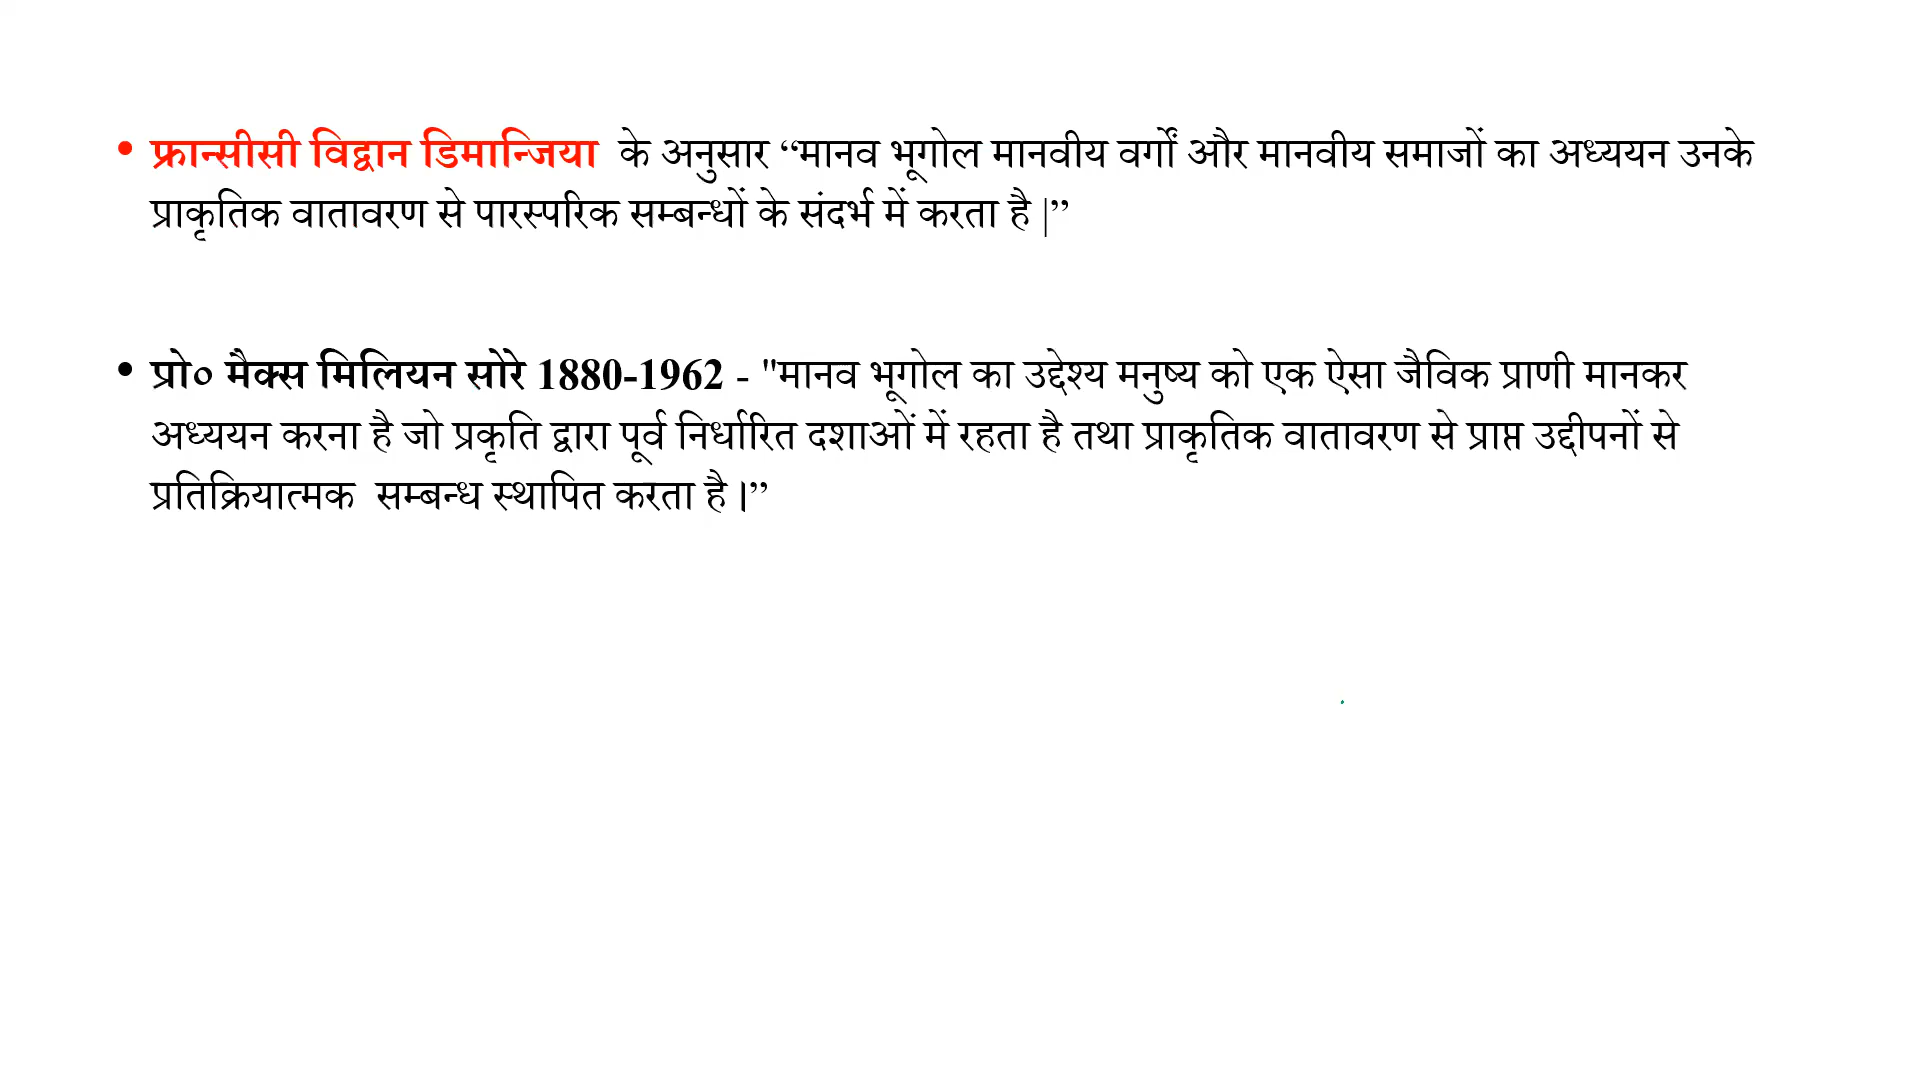 • फ्रान्सीसी विद्वान डिमान्जिया के अनुसार “मानव भूगोल मानवीय वर्गों और मानवीय समाजों का अध्ययन उनके
प्राकृतिक वातावरण से पारस्परिक सम्बन्धों के संदर्भ में करता है |”
• प्रो० मैक्स मिलियन सोरे 1880-1962 - "मानव भूगोल का उद्देश्य मनुष्य को एक ऐसा जैविक प्राणी मानकर
अध्ययन करना है जो प्रकृति द्वारा पूर्व निर्धारित दशाओं में रहता है तथा प्राकृतिक वातावरण से प्राप्त उद्दीपनों से
प्रतिक्रियात्मक सम्बन्ध स्थापित करता है।”